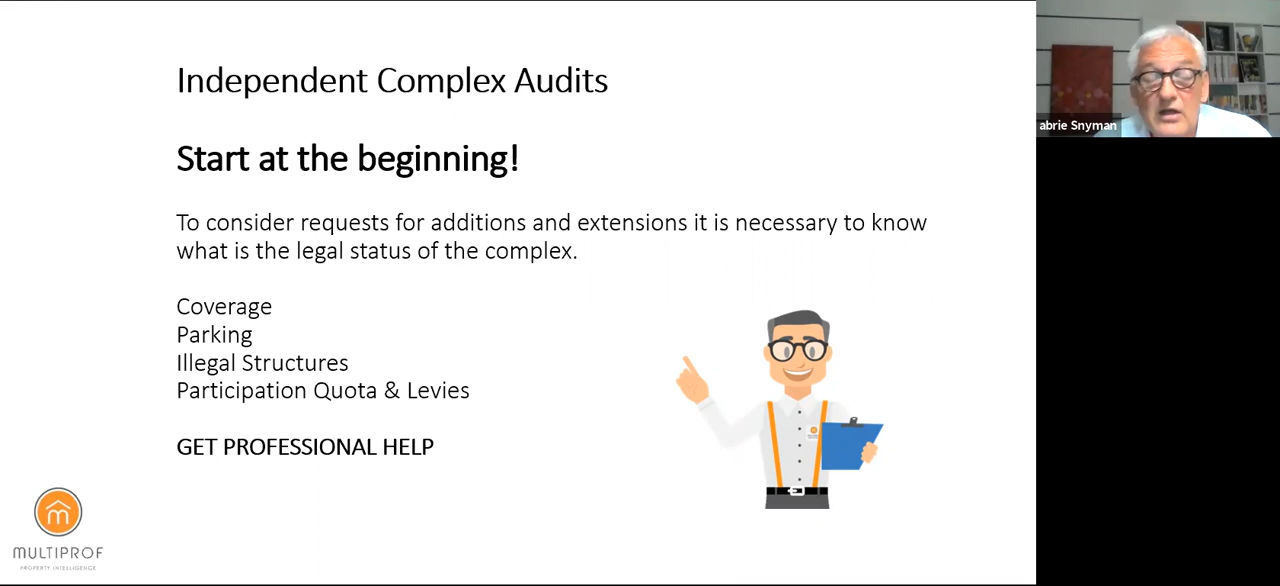 Independent Complex Audits
Start at the beginning!
To consider requests for additions and extensions it is necessary to know
what is the legal status of the complex.
Coverage
Parking
Illegal Structures
Participation Quota & Levies
GET PROFESSIONAL HELP
MULTIPROF
PROPERTY INTELLIGENCE
abrie Snyman